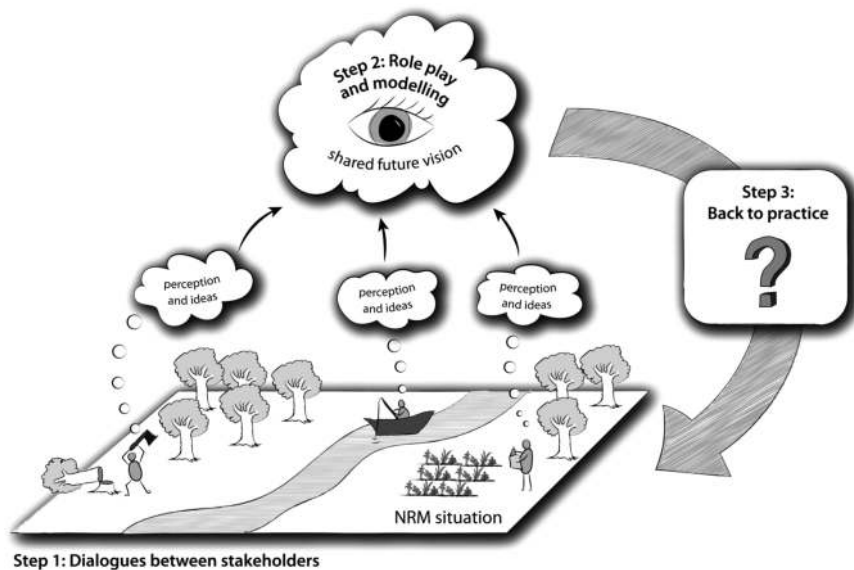 Step 2: Role play
and modelling
shared future vision
Step 3:
Back to practice
?
perception
and ideas
perception
and ideas
perception
and ideas
NRM situation
Step 1: Dialogues between stakeholders